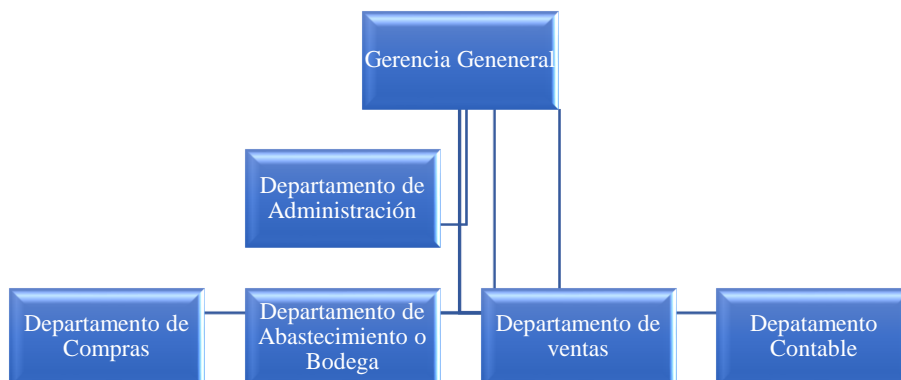 Gerencia Geneneral
Departamento de
Administración
Departamento de
Compras
Departamento de
Abastecimiento o
Bodega
Departamento de
ventas
Depatamento
Contable